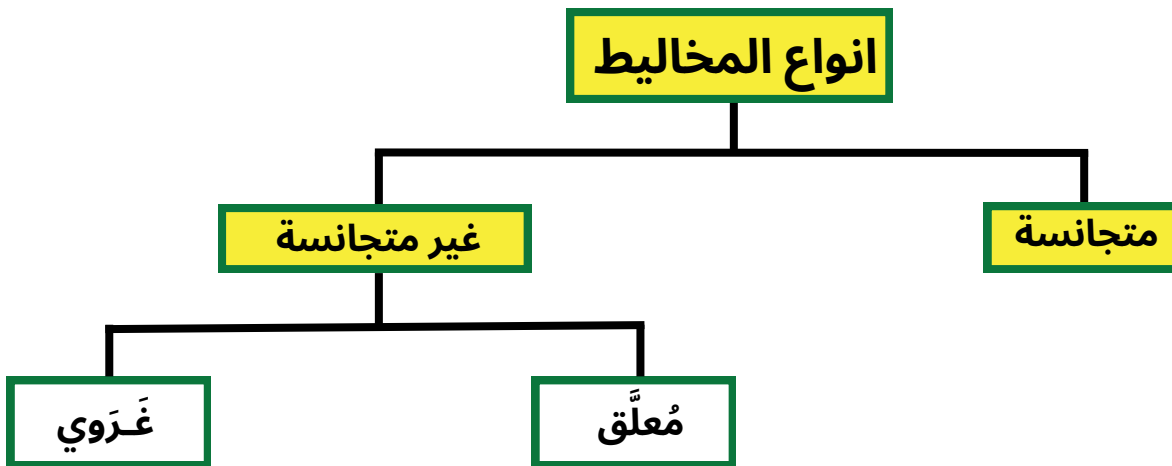 انواع المخاليط
متجانسة
غير متجانسة
مُعلَّق
غَـرَوي